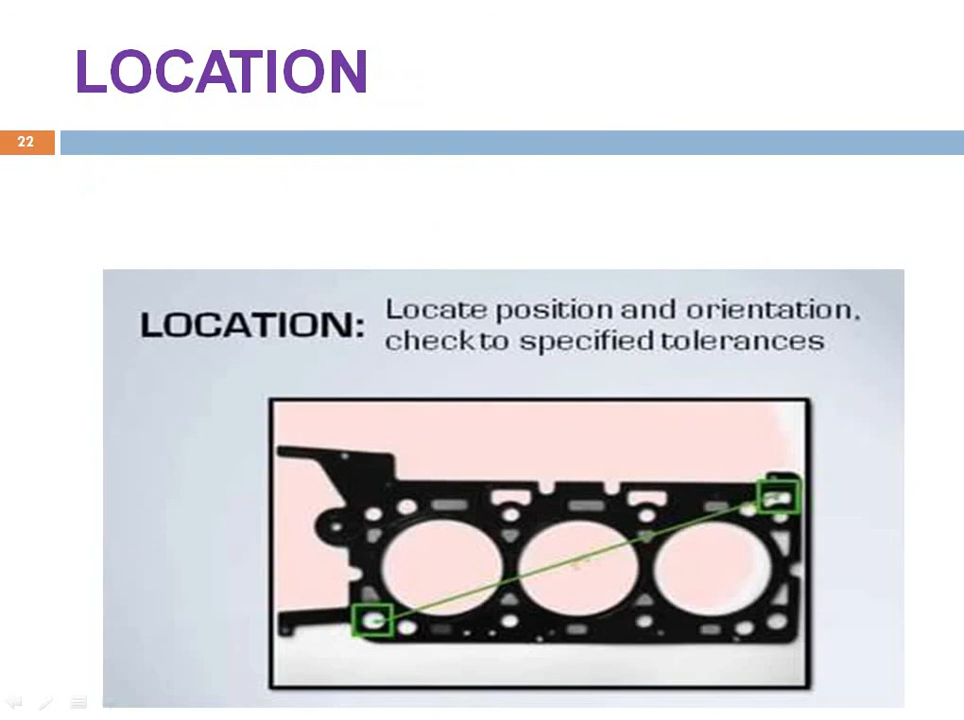 LOCATION
22
LOCATION:
Locate position and orientation,
check to specified tolerances